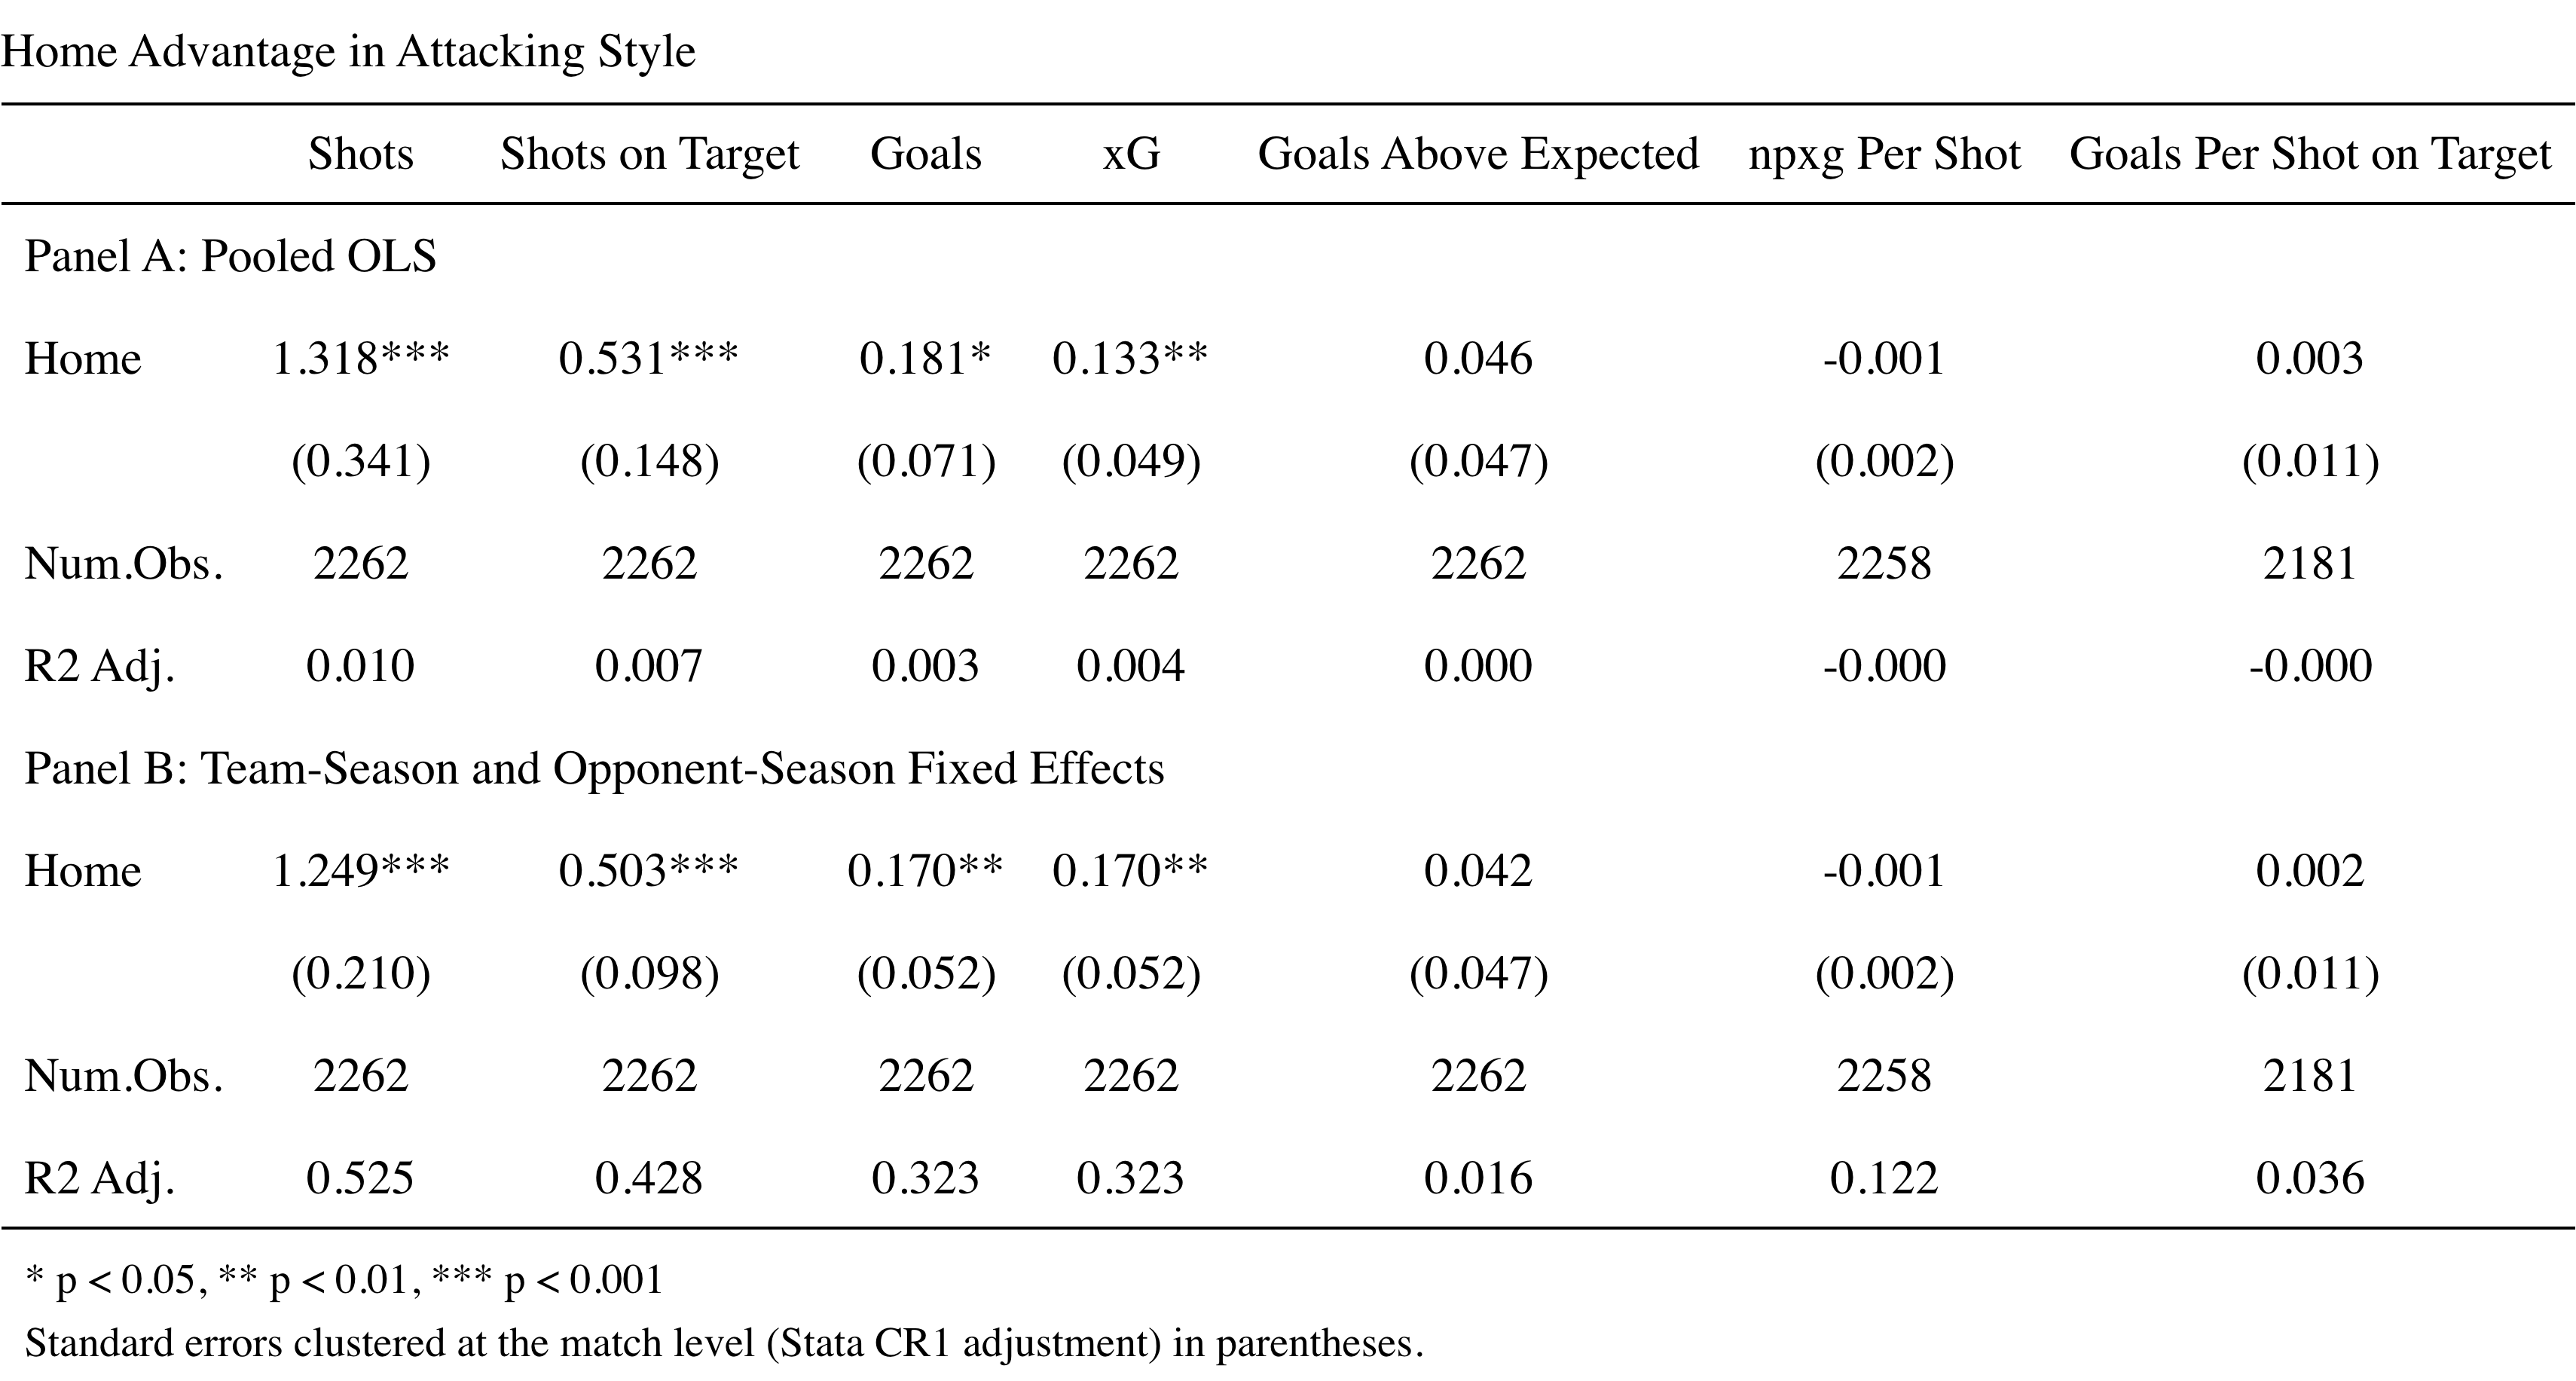 Home Advantage in Attacking Style
Shots Shots on Target Goals xG Goals Above Expected npxg Per Shot Goals Per Shot on Target
Panel A: Pooled OLS
Home 1.318*** 0.531*** 0.181* 0.133** 0.046 -0.001 0.003
(0.341) (0.148) (0.071) (0.049) (0.047) (0.002) (0.011)
Num.Obs. 2262 2262 2262 2262 2262 2258 2181
R2 Adj. 0.010 0.007 0.003 0.004 0.000 -0.000 -0.000
Panel B: Team-Season and Opponent-Season Fixed Effects
Home 1.249*** 0.503*** 0.170** 0.170** 0.042 -0.001 0.002
(0.210) (0.098) (0.052) (0.052) (0.047) (0.002) (0.011)
Num.Obs. 2262 2262 2262 2262 2262 2258 2181
R2 Adj. 0.525 0.428 0.323 0.323 0.016 0.122 0.036
* p < 0.05, ** p < 0.01, *** p < 0.001
Standard errors clustered at the match level (Stata CR1 adjustment) in parentheses.